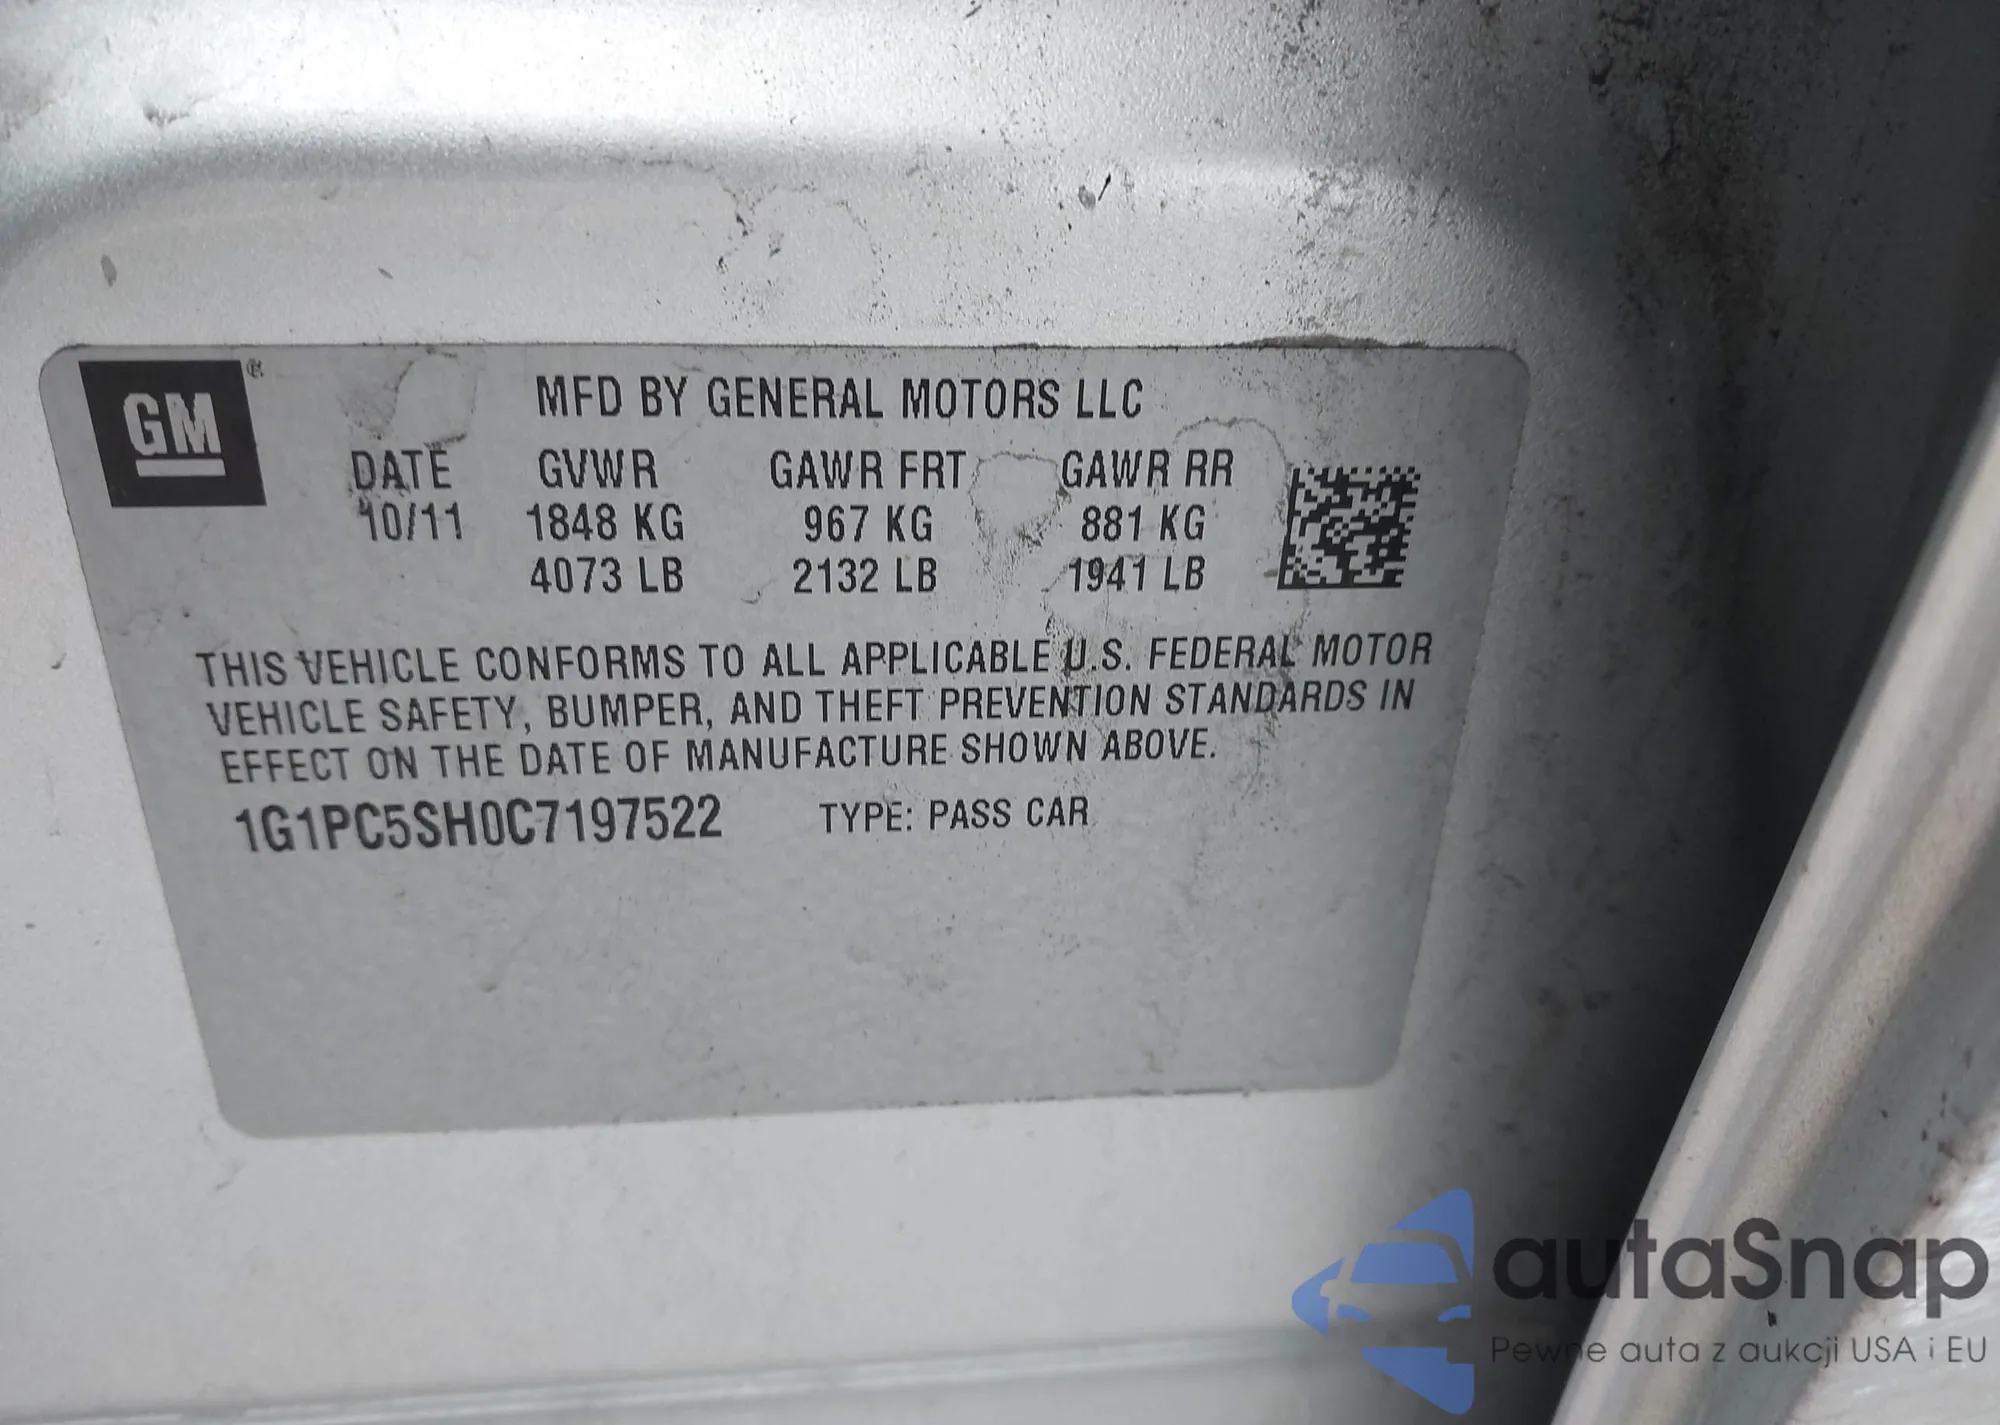 GM ®
MFD BY GENERAL MOTORS LLC
DATE GVWR GAWR FRT GAWR RR
10/11 1848 KG 967 KG 881 KG
4073 LB 2132 LB 1941 LB
THIS VEHICLE CONFORMS TO ALL APPLICABLE U.S. FEDERAL MOTOR
VEHICLE SAFETY, BUMPER, AND THEFT PREVENTION STANDARDS IN
EFFECT ON THE DATE OF MANUFACTURE SHOWN ABOVE.
1G1PC5SH0C7197522 TYPE: PASS CAR
autaSnap
Pewne auta z aukcji USA i EU